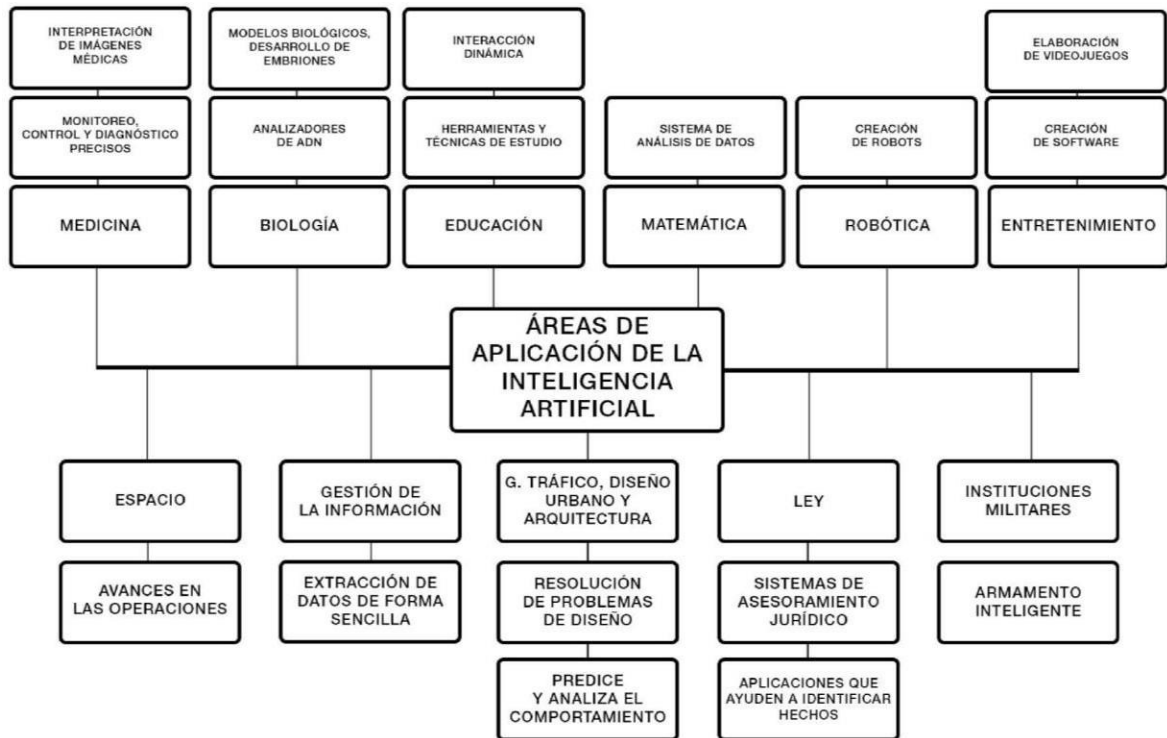 INTERPRETACIÓN
DE IMÁGENES
MÉDICAS
MODELOS BIOLÓGICOS,
DESARROLLO DE
EMBRIONES
INTERACCIÓN
DINÁMICA
ELABORACIÓN
DE VIDEOJUEGOS
MONITOREO,
CONTROL Y DIAGNÓSTICO
PRECISOS
ANALIZADORES
DE ADN
HERRAMIENTAS Y
TÉCNICAS DE ESTUDIO
SISTEMA DE
ANÁLISIS DE DATOS
CREACIÓN
DE ROBOTS
CREACIÓN
DE SOFTWARE
MEDICINA
BIOLOGÍA
EDUCACIÓN
MATEMÁTICA
ROBÓTICA
ENTRETENIMIENTO
ÁREAS DE
APLICACIÓN DE LA
INTELIGENCIA
ARTIFICIAL
ESPACIO
GESTIÓN DE
LA INFORMACIÓN
G. TRÁFICO, DISEÑO
URBANO Y
ARQUITECTURA
LEY
INSTITUCIONES
MILITARES
AVANCES EN
LAS OPERACIONES
EXTRACCIÓN DE
DATOS DE FORMA
SENCILLA
RESOLUCIÓN
DE PROBLEMAS
DE DISEÑO
SISTEMAS DE
ASESORAMIENTO
JURÍDICO
ARMAMENTO
INTELIGENTE
PREDICE
Y ANALIZA EL
COMPORTAMIENTO
APLICACIONES QUE
AYUDEN A IDENTIFICAR
HECHOS